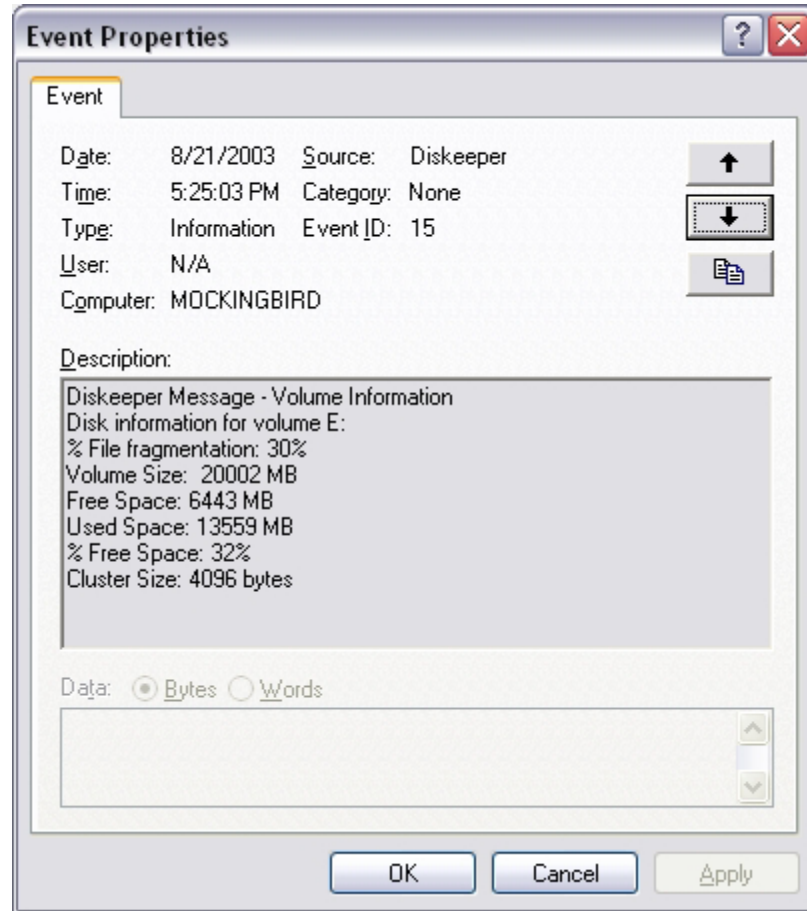 Event Properties
?
Event
Date: 8/21/2003 Source: Diskeeper
Time: 5:25:03 PM Category: None
Type: Information Event ID: 15
User: N/A
Computer: MOCKINGBIRD
Description:
Diskeeper Message - Volume Information
Disk information for volume E:
% File fragmentation: 30%
Volume Size:  20002 MB
Free Space: 6443 MB
Used Space: 13559 MB
% Free Space: 32%
Cluster Size: 4096 bytes
Data: Bytes Words
OK Cancel Apply